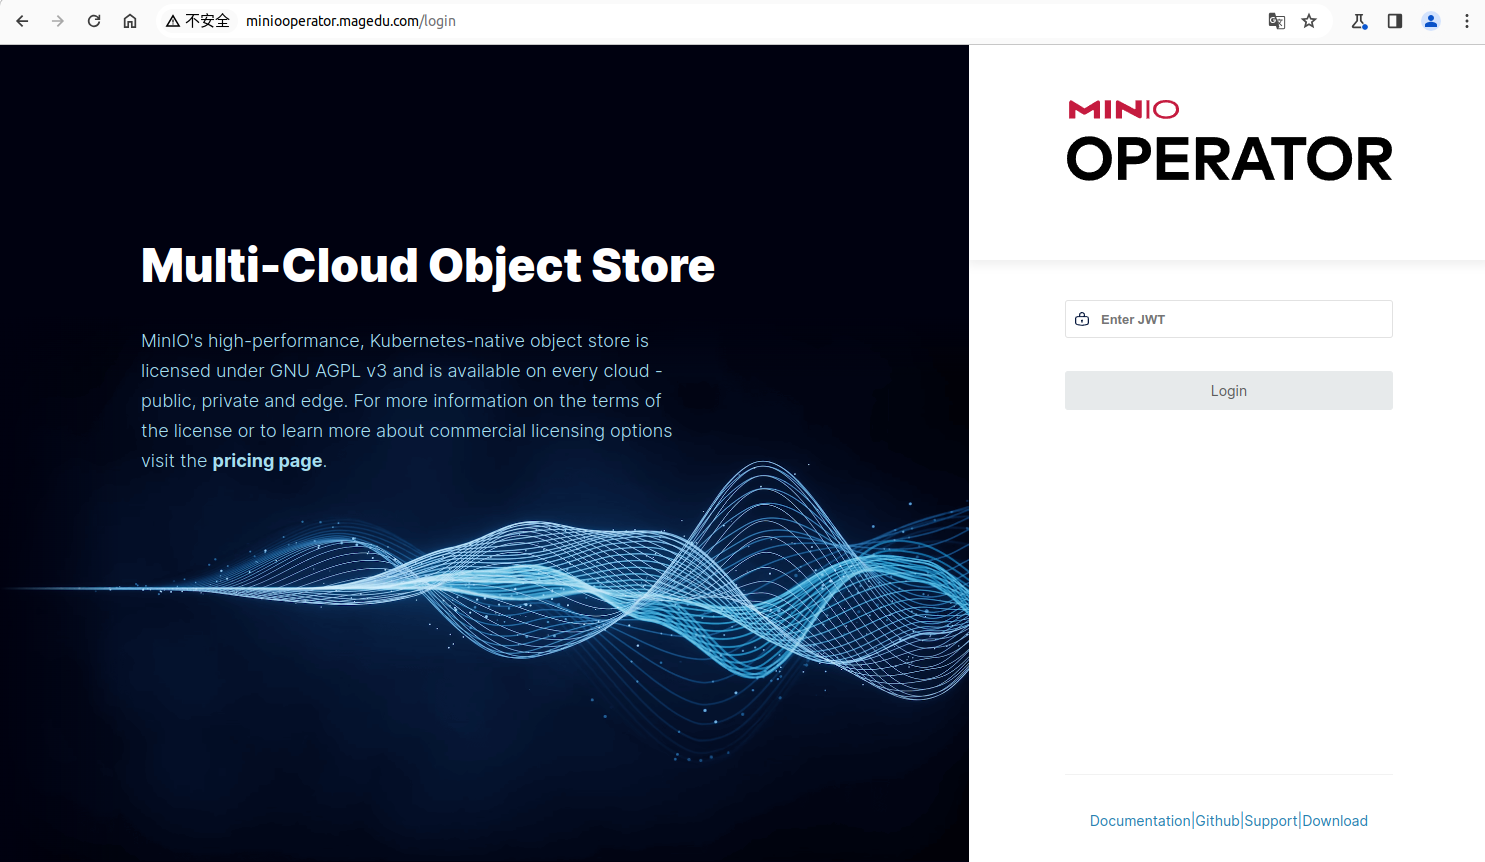 不安全
miniooperator.magedu.com/login
MINIO
OPERATOR
Multi-Cloud Object Store
MinIO's high-performance, Kubernetes-native object store is
licensed under GNU AGPL v3 and is available on every cloud -
public, private and edge. For more information on the terms of
the license or to learn more about commercial licensing options
visit the pricing page.
Enter JWT
Login
Documentation|Github|Support|Download